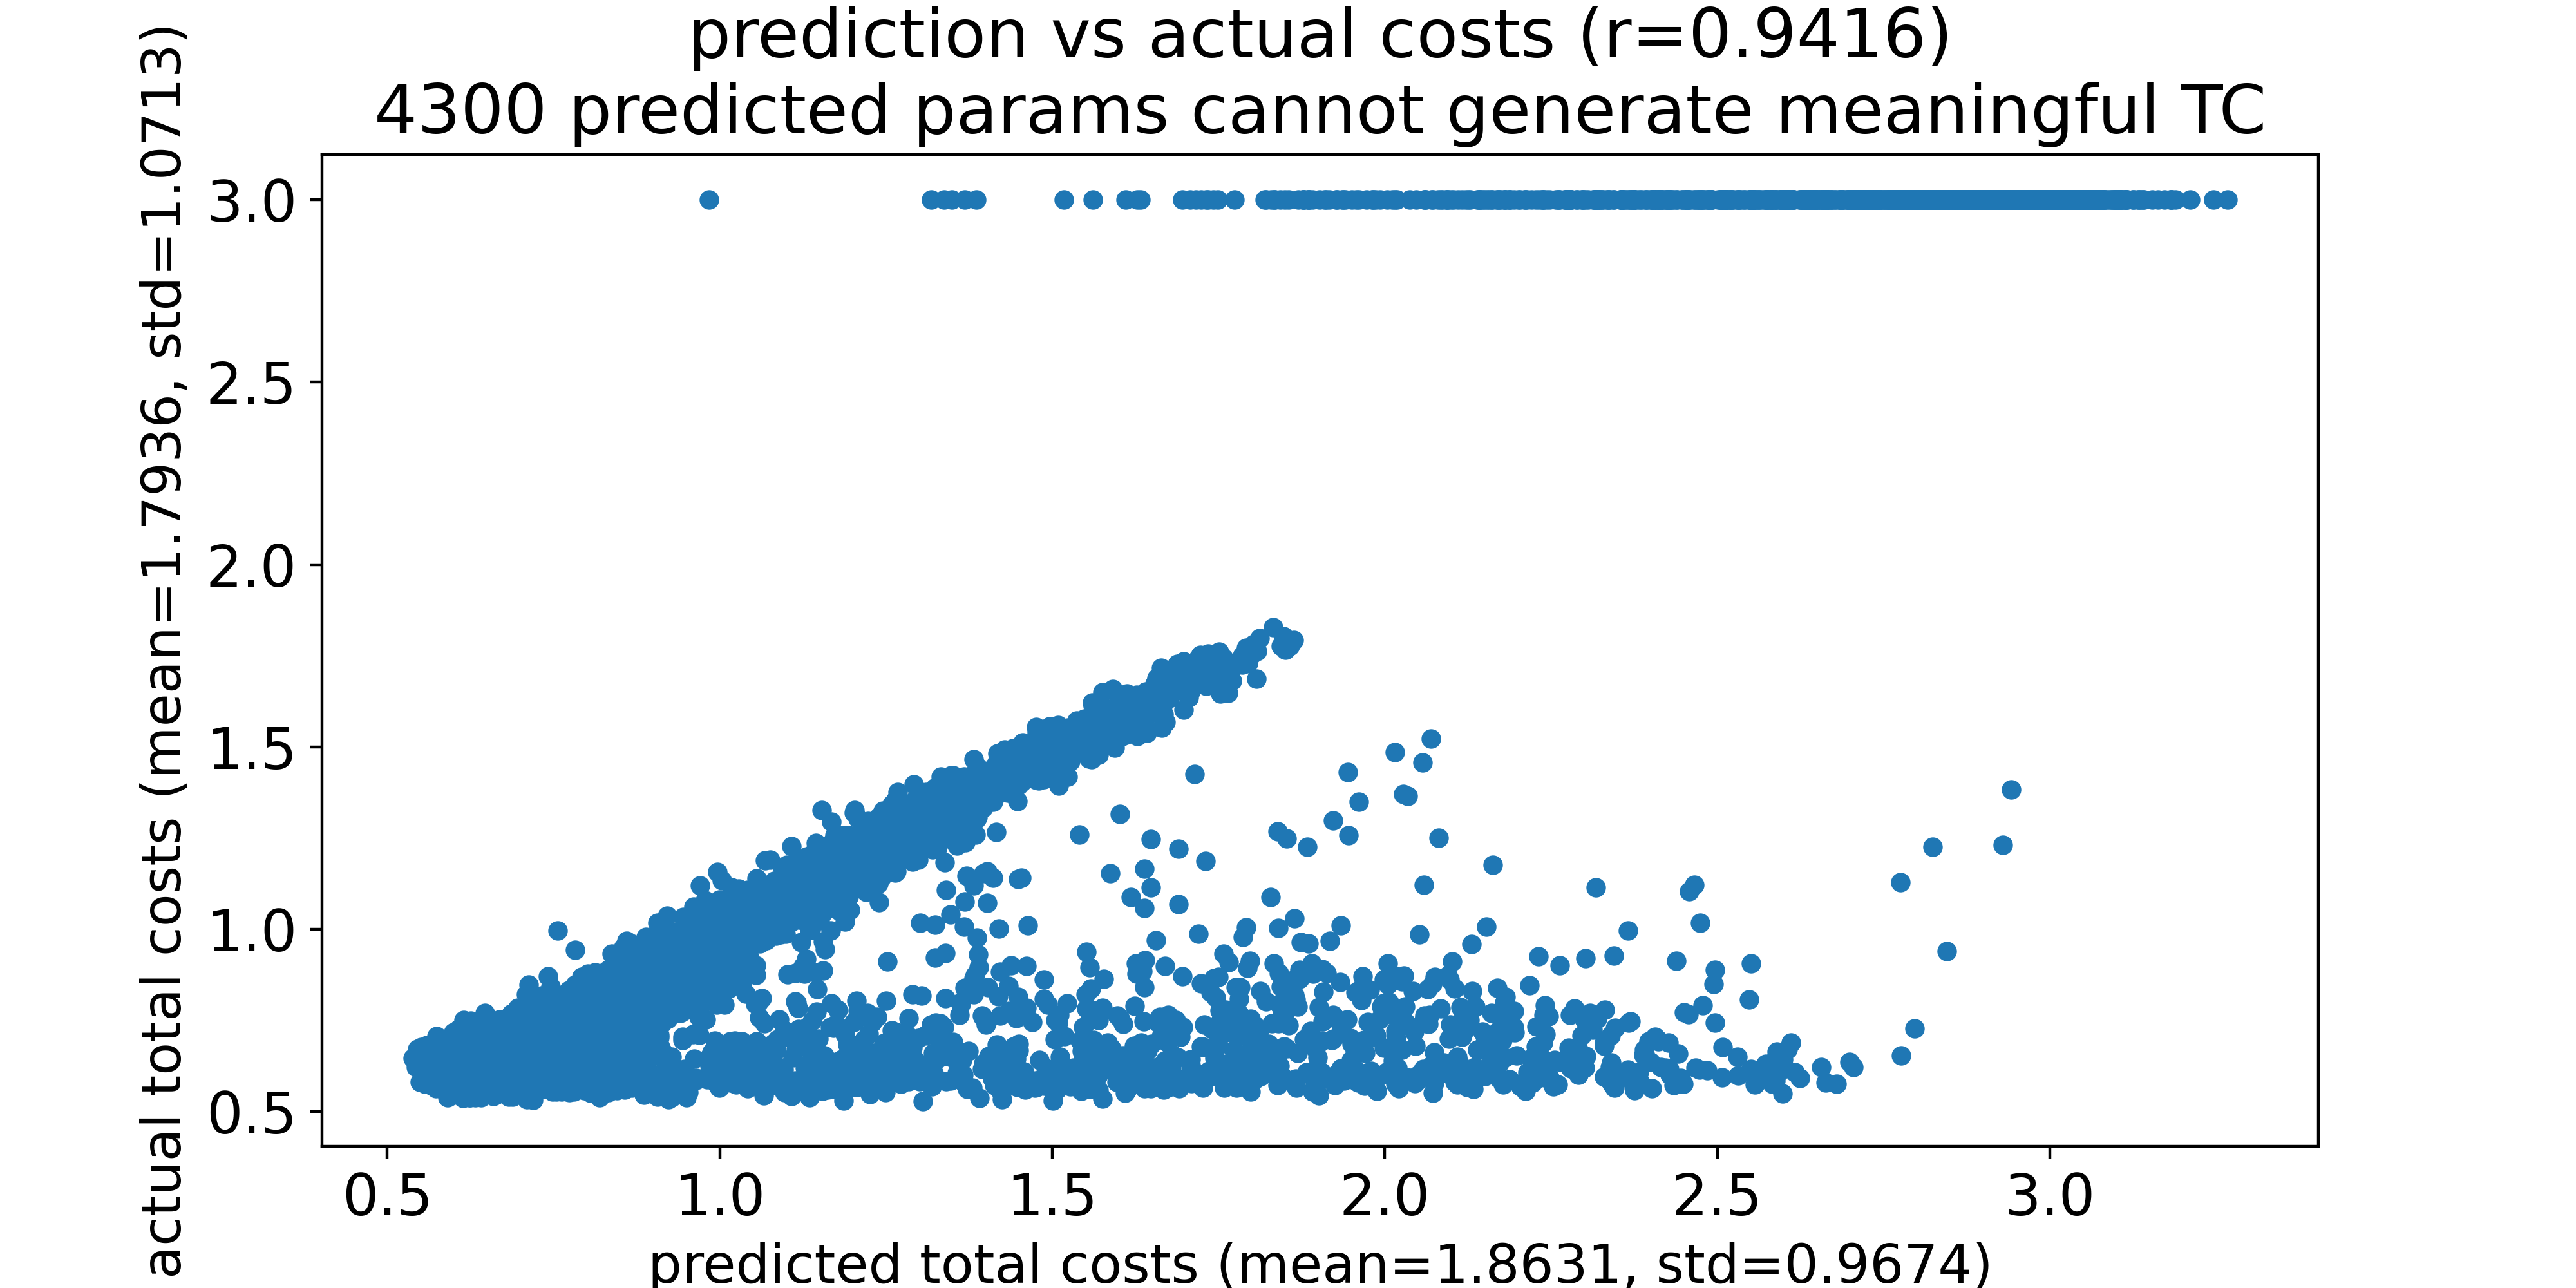 prediction vs actual costs (r=0.9416)
4300 predicted params cannot generate meaningful TC
actual total costs (mean=1.7936, std=1.0713)
3.0
2.5
2.0
1.5
1.0
0.5
0.5 1.0 1.5 2.0 2.5 3.0
predicted total costs (mean=1.8631, std=0.9674)